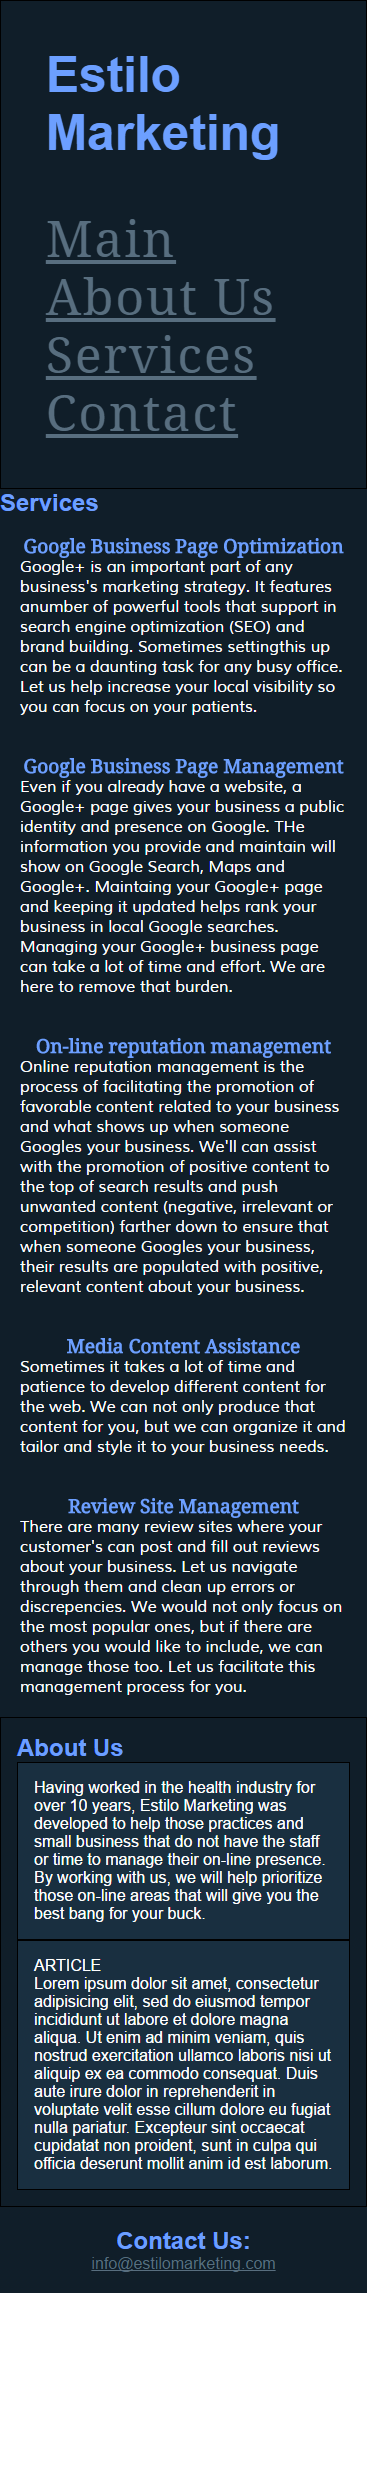 Estilo
Marketing
Main
About Us
Services
Contact
Services
Google Business Page Optimization
Google+ is an important part of any
business's marketing strategy. It features
anumber of powerful tools that support in
search engine optimization (SEO) and
brand building. Sometimes settingthis up
can be a daunting task for any busy office.
Let us help increase your local visibility so
you can focus on your patients.
Google Business Page Management
Even if you already have a website, a
Google+ page gives your business a public
identity and presence on Google. THe
information you provide and maintain will
show on Google Search, Maps and
Google+. Maintaing your Google+ page
and keeping it updated helps rank your
business in local Google searches.
Managing your Google+ business page
can take a lot of time and effort. We are
here to remove that burden.
On-line reputation management
Online reputation management is the
process of facilitating the promotion of
favorable content related to your business
and what shows up when someone
Googles your business. We'll can assist
with the promotion of positive content to
the top of search results and push
unwanted content (negative, irrelevant or
competition) farther down to ensure that
when someone Googles your business,
their results are populated with positive,
relevant content about your business.
Media Content Assistance
Sometimes it takes a lot of time and
patience to develop different content for
the web. We can not only produce that
content for you, but we can organize it and
tailor and style it to your business needs.
Review Site Management
There are many review sites where your
customer's can post and fill out reviews
about your business. Let us navigate
through them and clean up errors or
discrepencies. We would not only focus on
the most popular ones, but if there are
others you would like to include, we can
manage those too. Let us facilitate this
management process for you.
About Us
Having worked in the health industry for
over 10 years, Estilo Marketing was
developed to help those practices and
small business that do not have the staff
or time to manage their on-line presence.
By working with us, we will help prioritize
those on-line areas that will give you the
best bang for your buck.
ARTICLE
Lorem ipsum dolor sit amet, consectetur
adipisicing elit, sed do eiusmod tempor
incididunt ut labore et dolore magna
aliqua. Ut enim ad minim veniam, quis
nostrud exercitation ullamco laboris nisi ut
aliquip ex ea commodo consequat. Duis
aute irure dolor in reprehenderit in
voluptate velit esse cillum dolore eu fugiat
nulla pariatur. Excepteur sint occaecat
cupidatat non proident, sunt in culpa qui
officia deserunt mollit anim id est laborum.
Contact Us:
info@estilomarketing.com